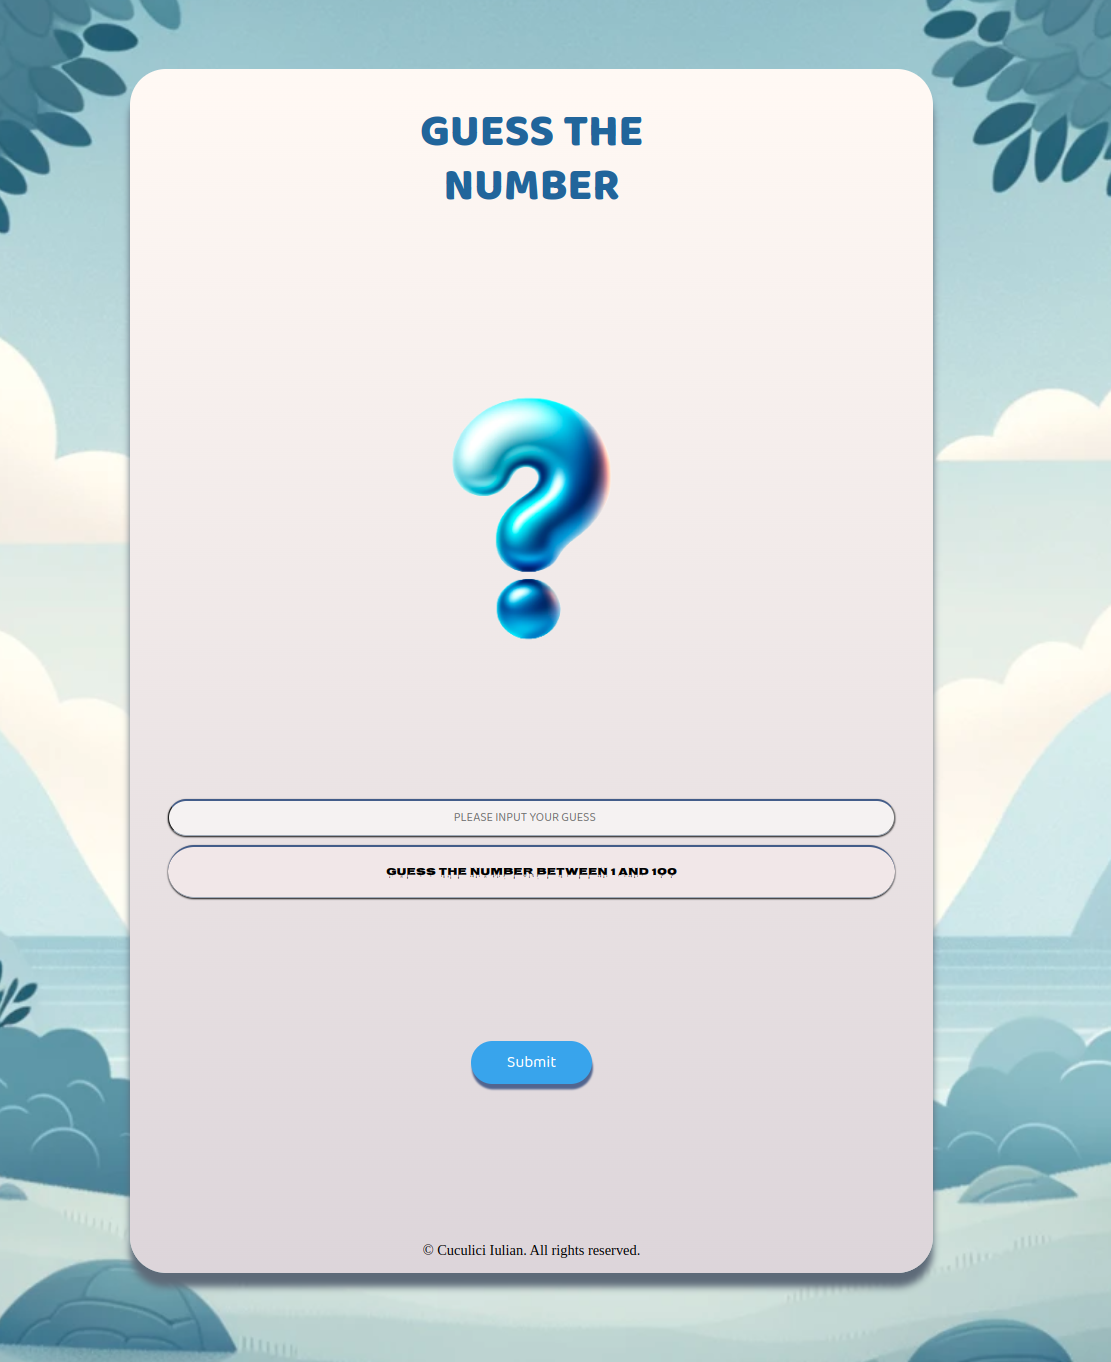 GUESS THE
NUMBER
PLEASE INPUT YOUR GUESS
GUESS THE NUMBER BETWEEN 1 AND 100
Submit
© Cuculici Iulian. All rights reserved.